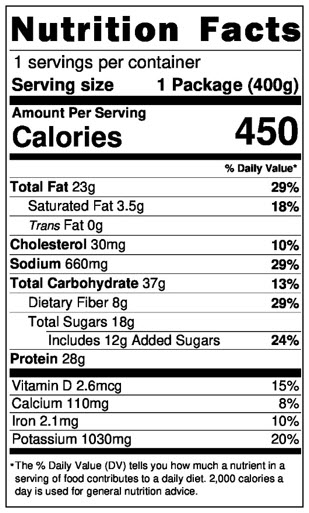 Nutrition Facts
1 servings per container
Serving size 1 Package (400g)
Amount Per Serving
Calories 450
% Daily Value*
Total Fat 23g 29%
Saturated Fat 3.5g 18%
Trans Fat 0g
Cholesterol 30mg 10%
Sodium 660mg 29%
Total Carbohydrate 37g 13%
Dietary Fiber 8g 29%
Total Sugars 18g
Includes 12g Added Sugars 24%
Protein 28g
Vitamin D 2.6mcg 15%
Calcium 110mg 8%
Iron 2.1mg 10%
Potassium 1030mg 20%
*The % Daily Value (DV) tells you how much a nutrient in a
serving of food contributes to a daily diet. 2,000 calories a
day is used for general nutrition advice.